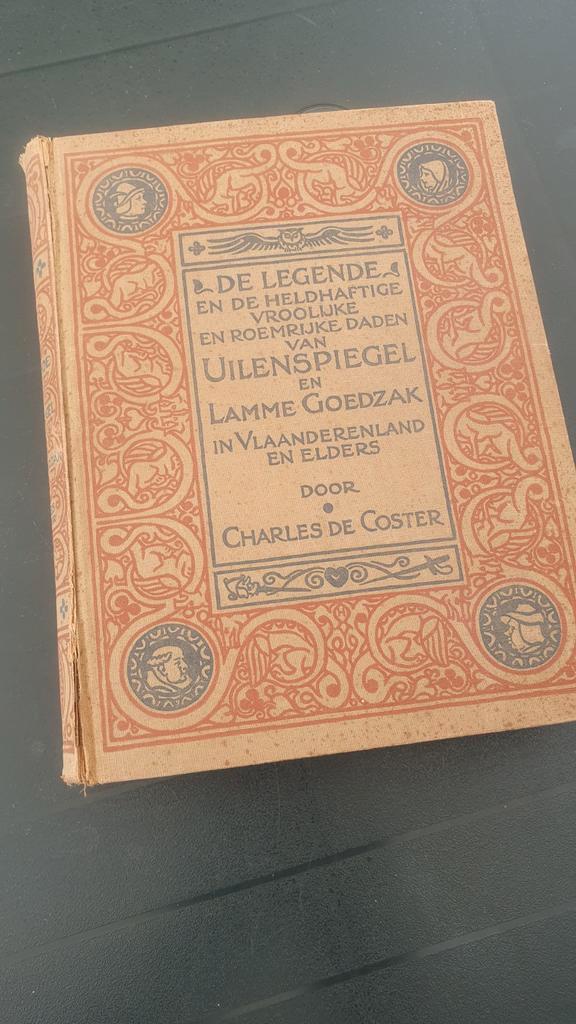 DE LEGENDE
EN DE HELDHAFTIGE
VROOLIJKE
EN ROEMRIJKE DADEN
VAN
UILENSPIEGEL
EN
LAMME GOEDZAK
IN VLAANDERENLAND
EN ELDERS
DOOR
CHARLES DE COSTER